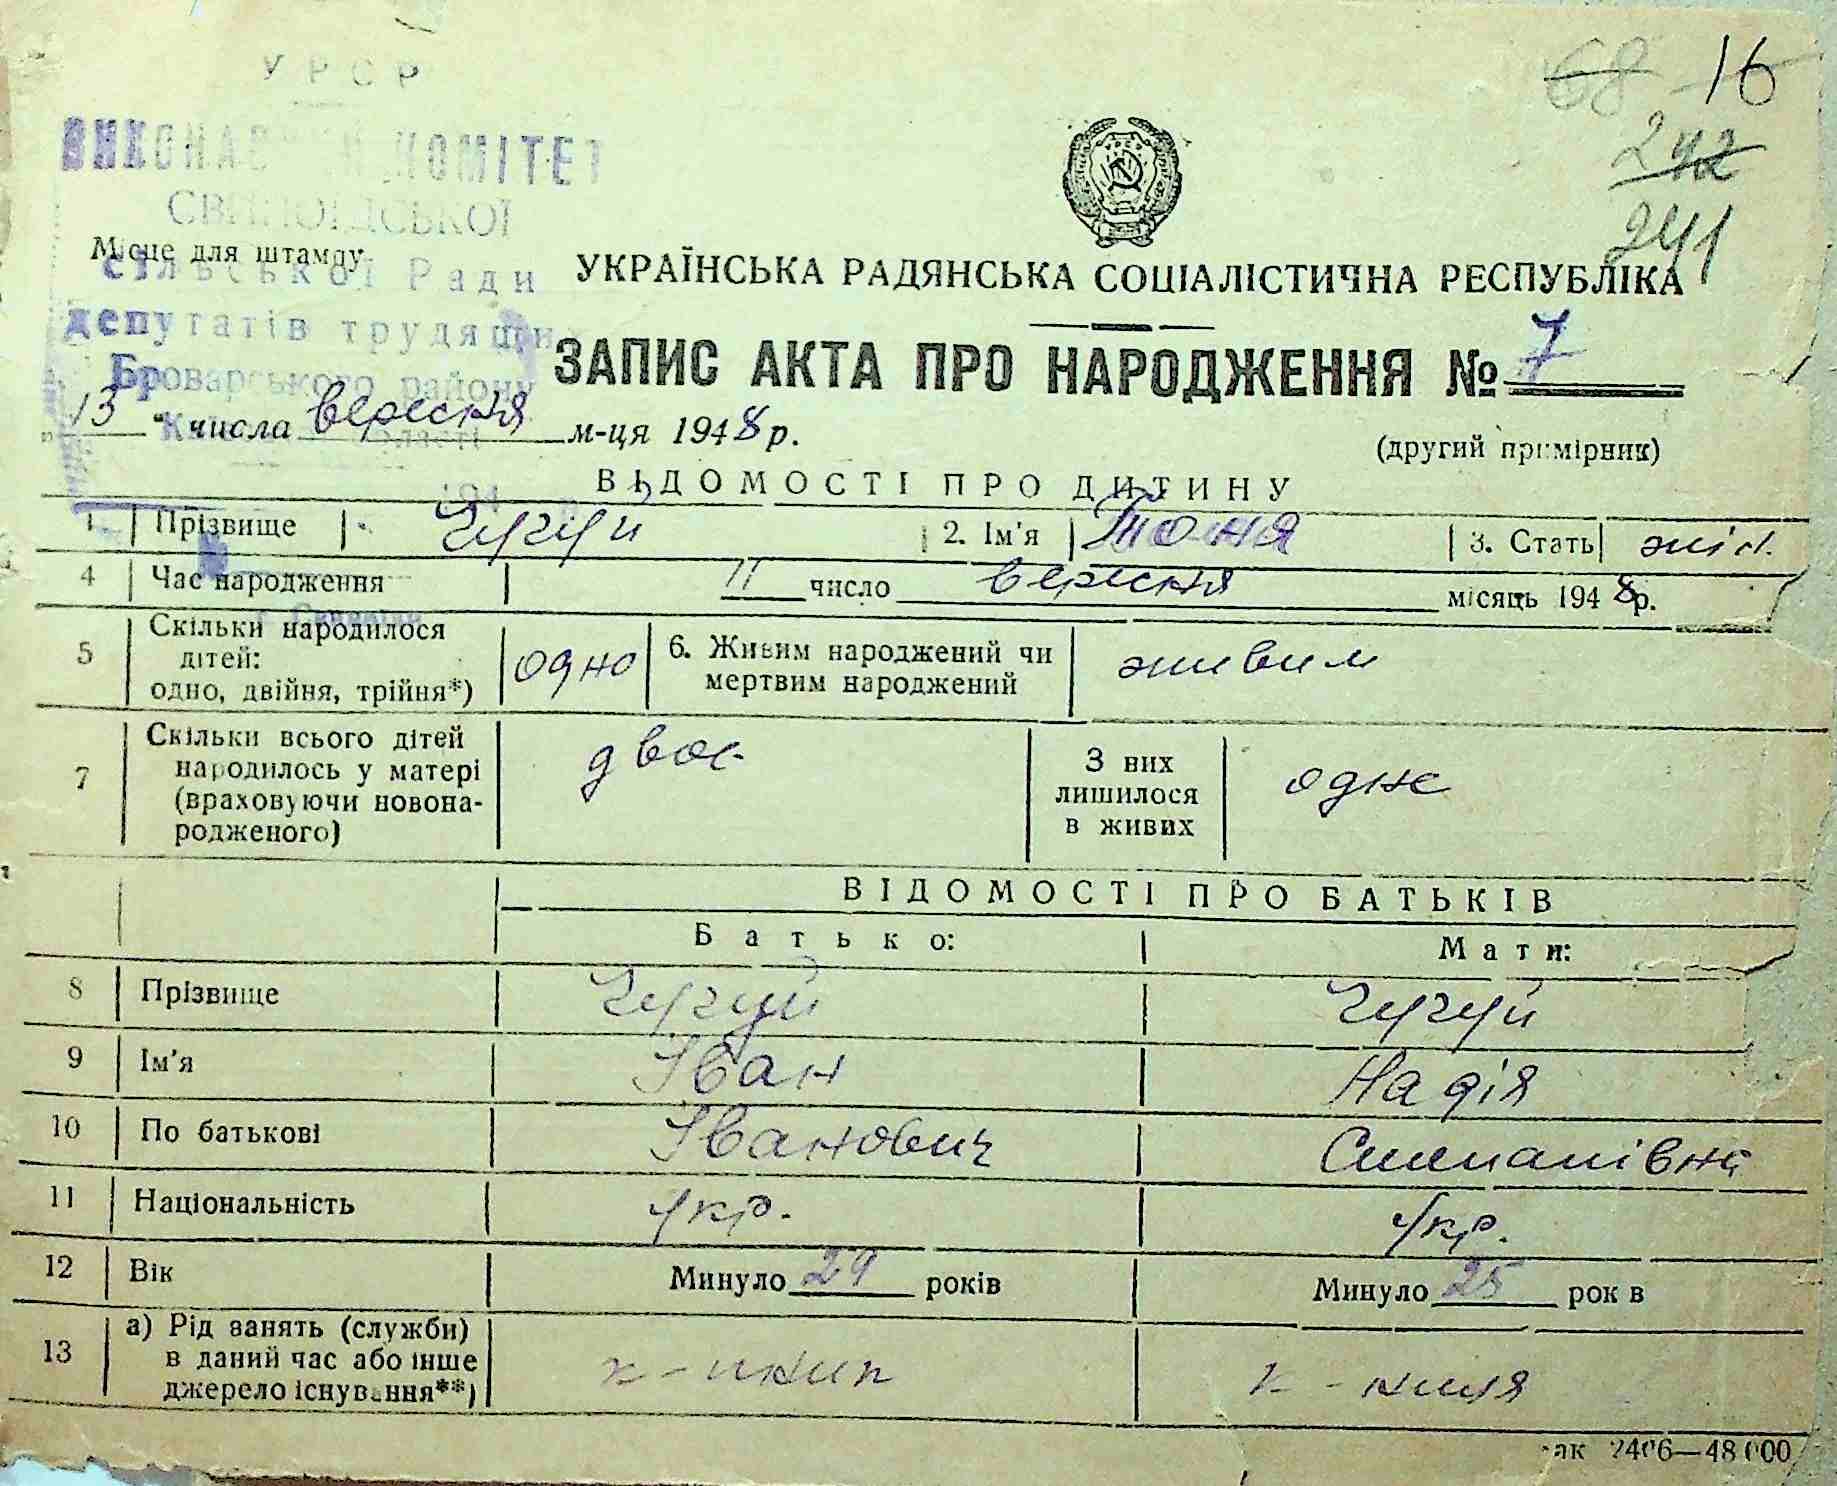 УРСР
68 16
ВИКОНАВЧИЙ КОМІТЕТ
242
241
Місце для штампу
сільської Ради
УКРАЇНСЬКА РАДЯНСЬКА СОЦІАЛІСТИЧНА РЕСПУБЛІКА
депутатів трудящих
ЗАПИС АКТА ПРО НАРОДЖЕННЯ № 7
Броварського району
"13" числа вересня м-ця 1948 р.
(другий примірник)
ВІДОМОСТІ ПРО ДИТИНУ
1 Прізвище Чугуй 2. Ім'я Тоня 3. Стать жін.
4 Час народження 11 число вересня місяць 1948 р.
5 Скільки народилося дітей: одно, двійня, трійня*) одно 6. Живим народжений чи мертвим народжений живим
7 Скільки всього дітей народилось у матері (враховуючи новонародженого) двоє З них лишилося в живих одне
ВІДОМОСТІ ПРО БАТЬКІВ
Батько: Мати:
8 Прізвище Чугуй Чугуй
9 Ім'я Іван Надія
10 По батькові Іванович
11 Національність Укр. Укр.
12 Вік Минуло 29 років Минуло 25 рок в
13 а) Рід занять (служби) в даний час або інше джерело існування**) к-ник к-ниця
ак 2406—48 000